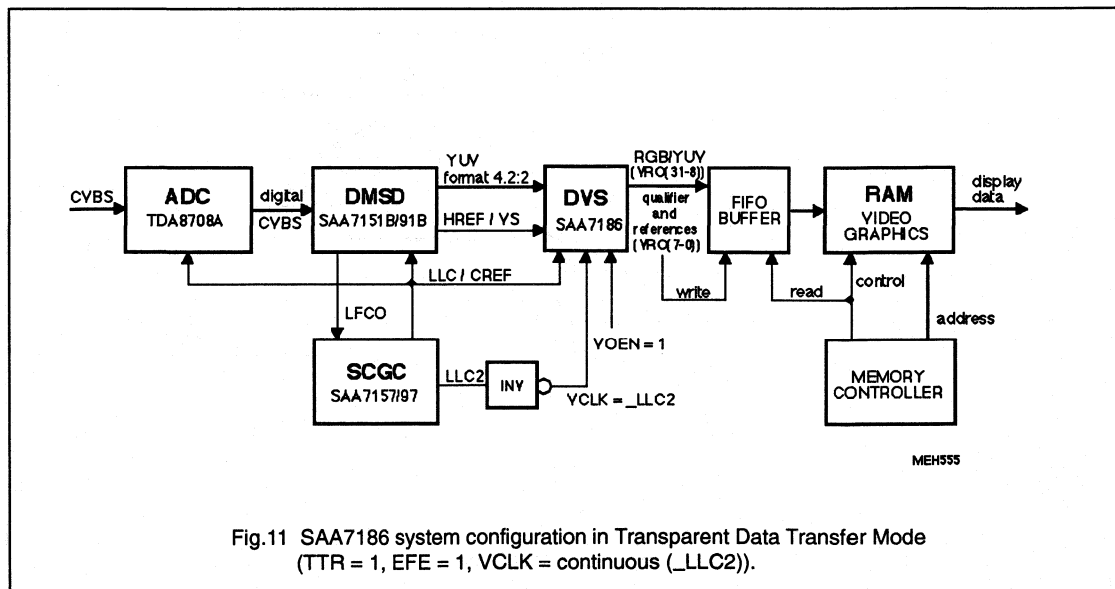 CVBS
ADC
TDA8708A
digital
CVBS
DMSD
SAA7151B/91B
YUV
format 4:2:2
HREF / VS
DVS
SAA7186
RGB/YUV
(VRO(31-8))
qualifier
and
references
(VRO(7-0))
FIFO
BUFFER
RAM
VIDEO
GRAPHICS
display
data
LLC / CREF
write
read
control
address
LFCO
SCGC
SAA7157/97
LLC2
INV
VOEN = 1
VCLK = _LLC2
MEMORY
CONTROLLER
MEH555
Fig.11 SAA7186 system configuration in Transparent Data Transfer Mode
(TTR = 1, EFE = 1, VCLK = continuous (_LLC2)).